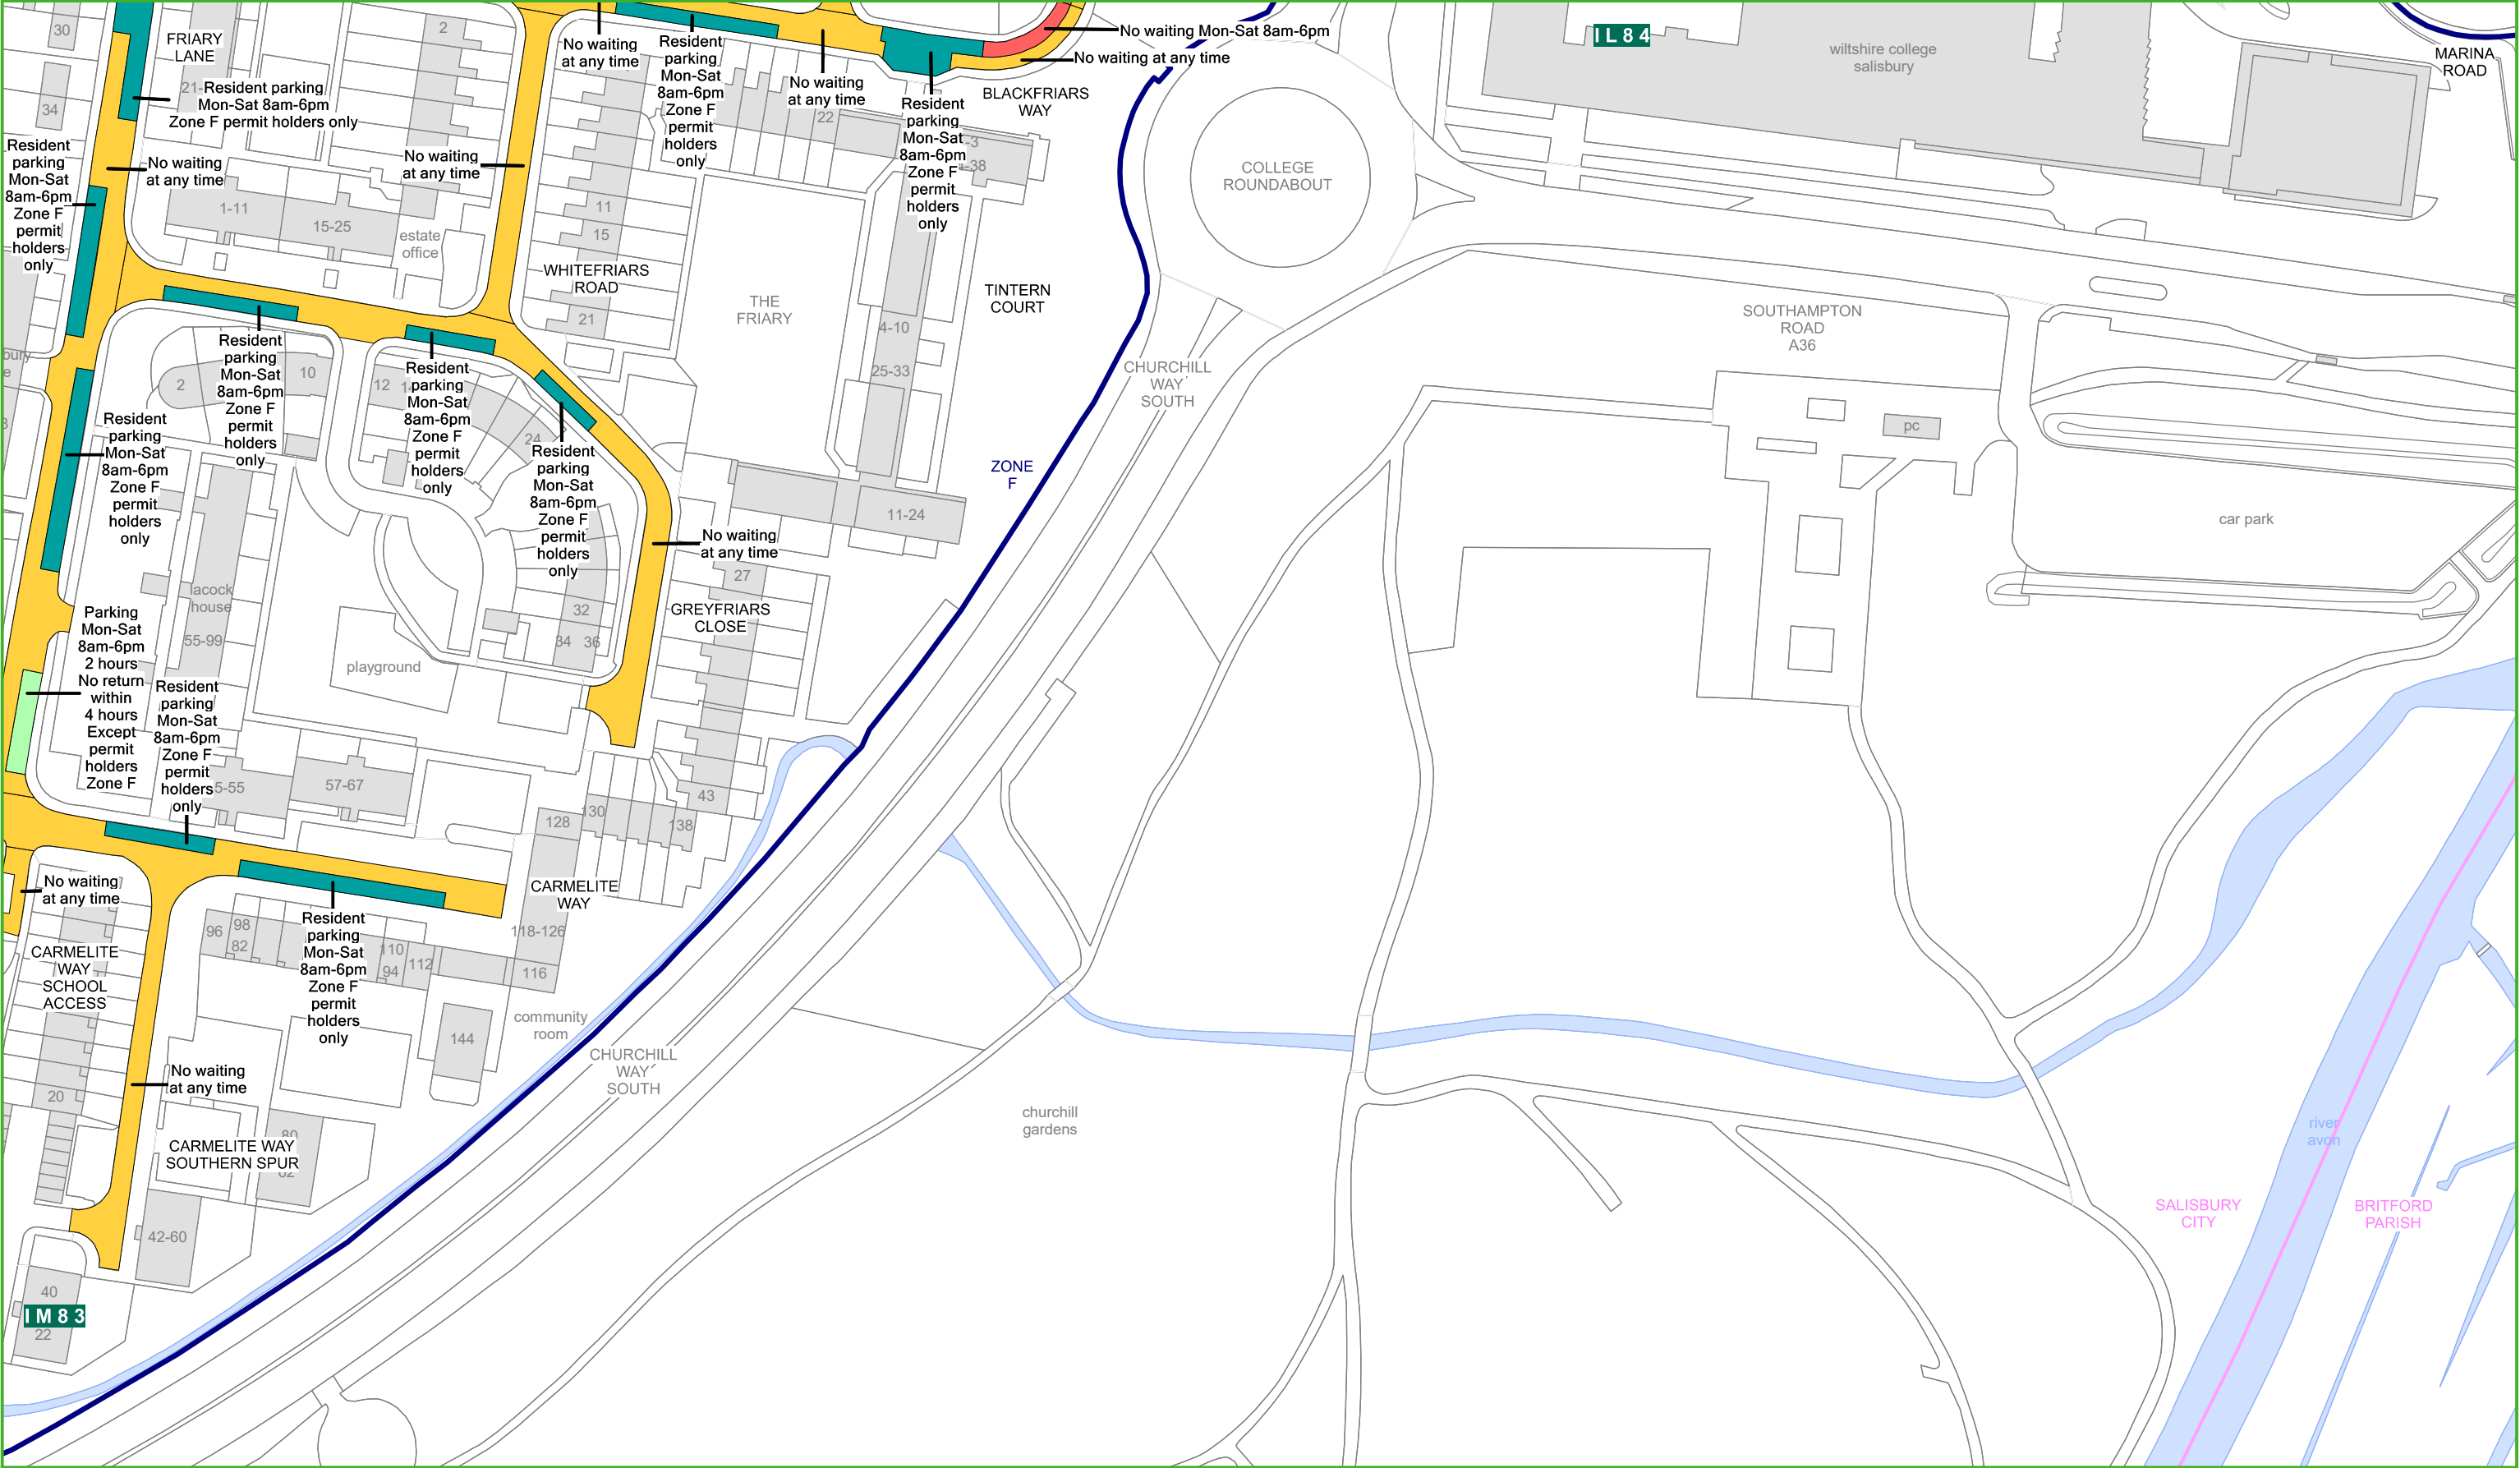 30
FRIARY
LANE
2
No waiting
at any time
Resident
parking
Mon-Sat
8am-6pm
Zone F
permit
holders
only
No waiting Mon-Sat 8am-6pm
No waiting at any time
IL84
wiltshire college
salisbury
MARINA
ROAD
34
Resident parking
Mon-Sat 8am-6pm
Zone F permit holders only
No waiting
at any time
22
BLACKFRIARS
WAY
Resident
parking
Mon-Sat
8am-6pm
Zone F
permit
holders
only
Resident
parking
Mon-Sat
8am-6pm
Zone F
permit
holders
only
No waiting
at any time
No waiting
at any time
COLLEGE
ROUNDABOUT
1-11
15-25
estate
office
11
15
WHITEFRIARS
ROAD
21
THE
FRIARY
TINTERN
COURT
4-10
25-33
SOUTHAMPTON
ROAD
A36
CHURCHILL
WAY
SOUTH
2
10
Resident
parking
Mon-Sat
8am-6pm
Zone F
permit
holders
only
12
Resident
parking
Mon-Sat
8am-6pm
Zone F
permit
holders
only
24
Resident
parking
Mon-Sat
8am-6pm
Zone F
permit
holders
only
Resident
parking
Mon-Sat
8am-6pm
Zone F
permit
holders
only
pc
ZONE
F
11-24
car park
No waiting
at any time
27
lacock
house
55-99
32
34
36
GREYFRIARS
CLOSE
playground
Parking
Mon-Sat
8am-6pm
2 hours
No return
within
4 hours
Except
permit
holders
Zone F
Resident
parking
Mon-Sat
8am-6pm
Zone F
permit
holders
only
57-67
43
128
130
138
No waiting
at any time
CARMELITE
WAY
96
98
82
110
94
112
118-126
116
Resident
parking
Mon-Sat
8am-6pm
Zone F
permit
holders
only
CARMELITE
WAY
SCHOOL
ACCESS
144
community
room
CHURCHILL
WAY
SOUTH
No waiting
at any time
20
churchill
gardens
river
avon
CARMELITE WAY
SOUTHERN SPUR
80
SALISBURY
CITY
BRITFORD
PARISH
42-60
40
IM83
22